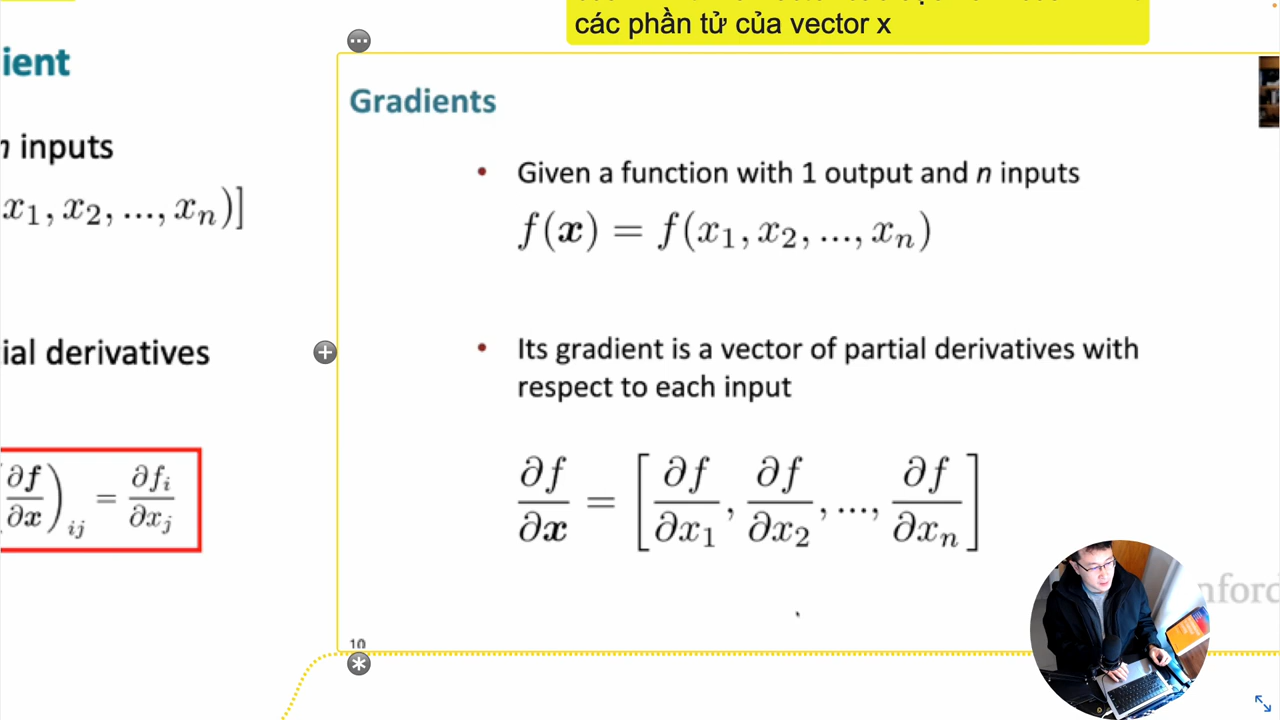 các phần tử của vector x
ient
n inputs
x₁, x₂, ..., xₙ)]
ial derivatives
(∂f/∂x)ᵢⱼ = ∂fᵢ/∂xⱼ
Gradients
• Given a function with 1 output and n inputs
f(x) = f(x₁, x₂, ..., xₙ)
• Its gradient is a vector of partial derivatives with
respect to each input
∂f/∂x = [∂f/∂x₁, ∂f/∂x₂, ..., ∂f/∂xₙ]
nford
10